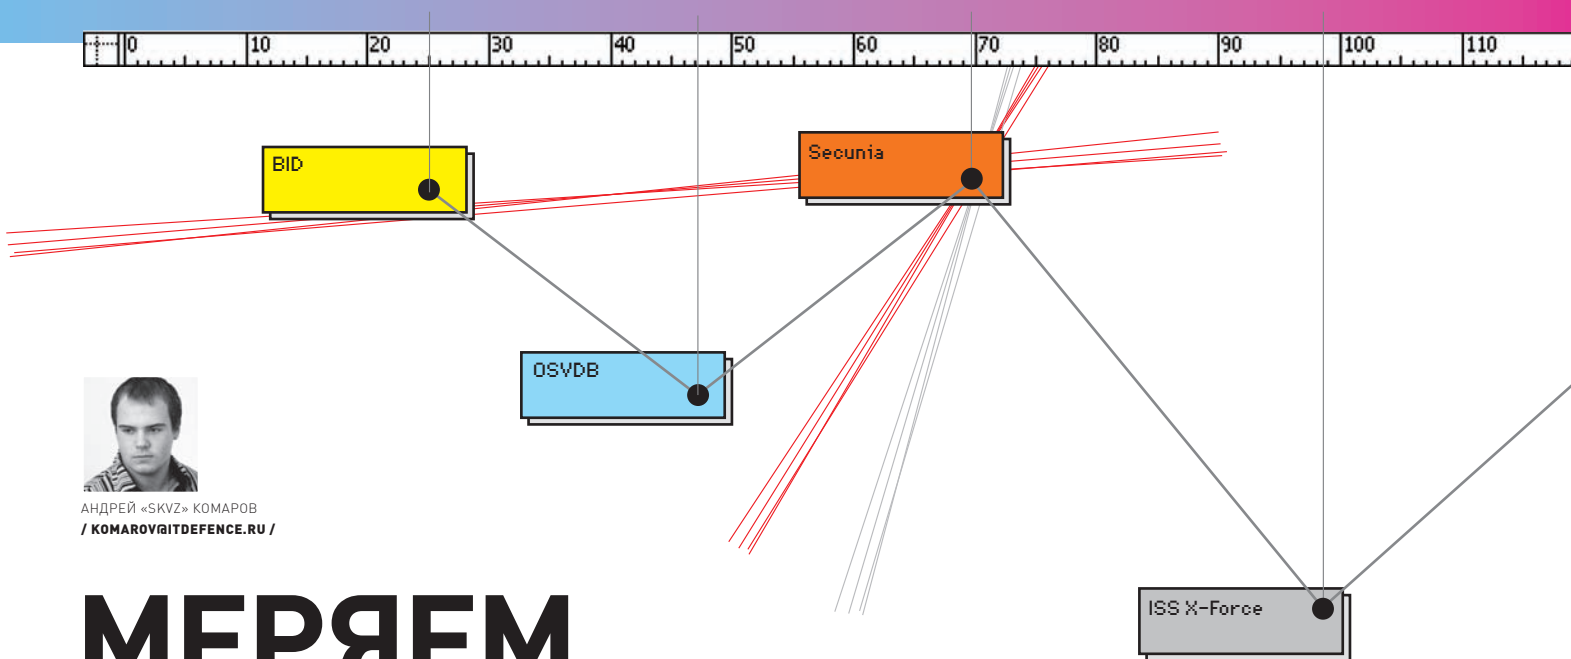 0 10 20 30 40 50 60 70 80 90 100 110
BID
Secunia
OSVDB
АНДРЕЙ «SKVZ» КОМАРОВ
/ KOMAROV@ITDEFENCE.RU /
МЕРЯЕМ
ISS X-Force